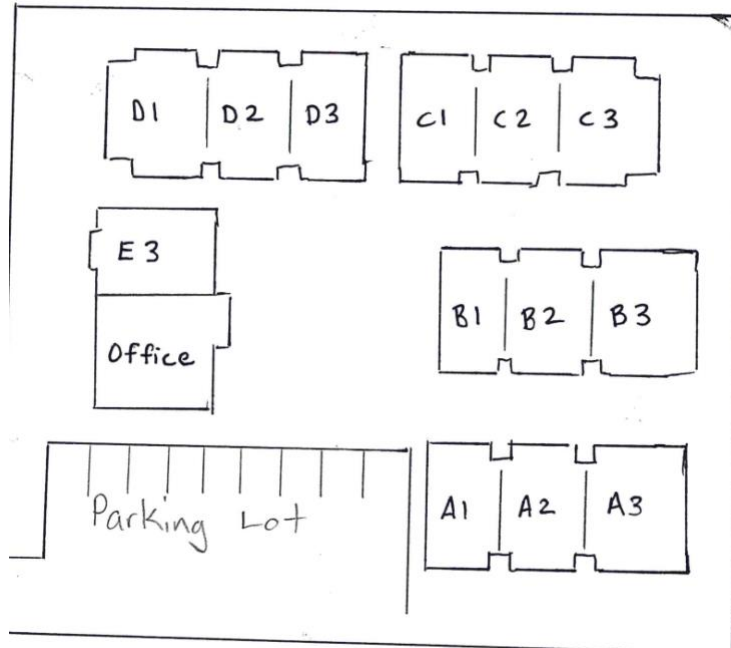 D1 D2 D3 C1 C2 C3
E3
B1 B2 B3
Office
A1 A2 A3
Parking Lot